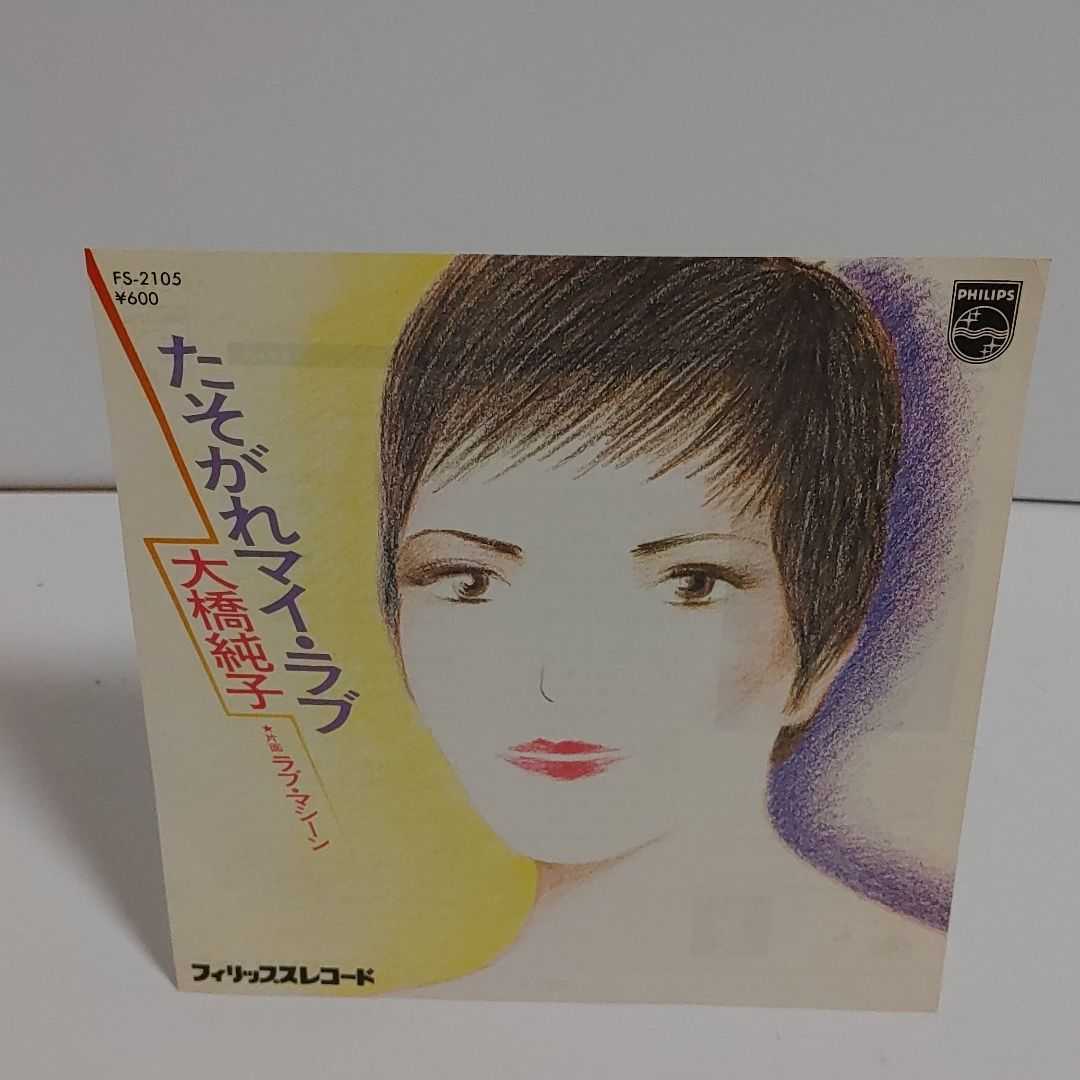 FS-2105
¥600
PHILIPS
たそがれマイ・ラブ
大橋純子
★片面 ラブ・マシーン
フィリップスレコード